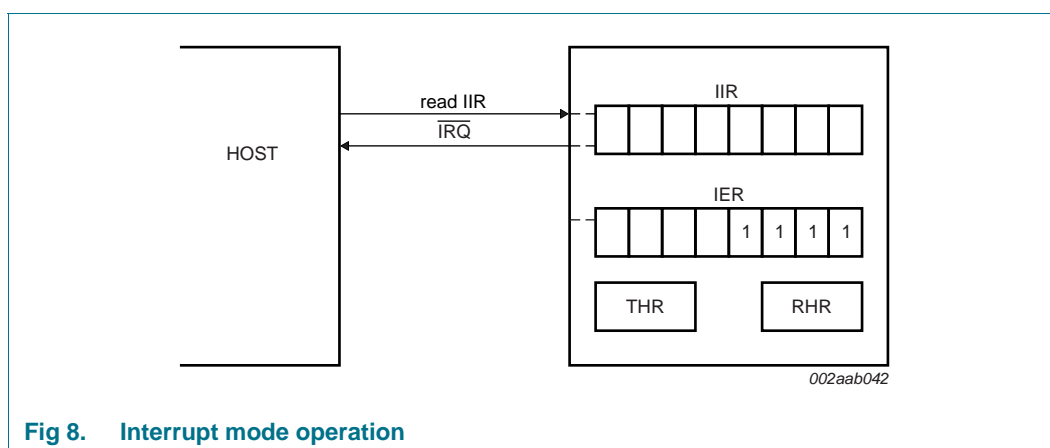 read IIR
IRQ
HOST
IIR
IER
1 1 1 1
THR
RHR
002aab042
Fig 8. Interrupt mode operation